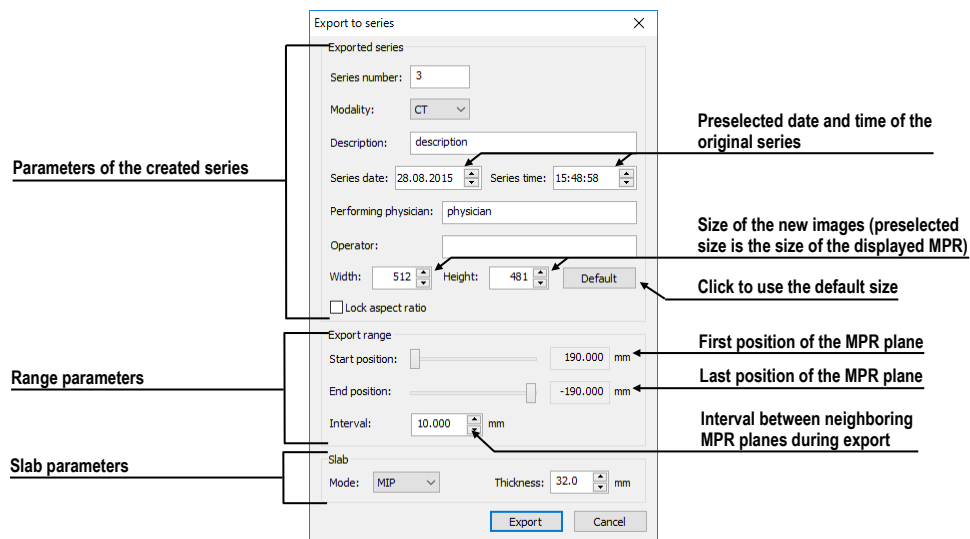 Export to series
Exported series
Series number: 3
Modality: CT
Description: description
Series date: 28.08.2015 Series time: 15:48:58
Performing physician: physician
Operator:
Width: 512 Height: 481 Default
Lock aspect ratio
Export range
Start position: 190.000 mm
End position: -190.000 mm
Interval: 10.000 mm
Slab
Mode: MIP Thickness: 32.0 mm
Export Cancel
Parameters of the created series
Range parameters
Slab parameters
Preselected date and time of the
original series
Size of the new images (preselected
size is the size of the displayed MPR)
Click to use the default size
First position of the MPR plane
Last position of the MPR plane
Interval between neighboring
MPR planes during export